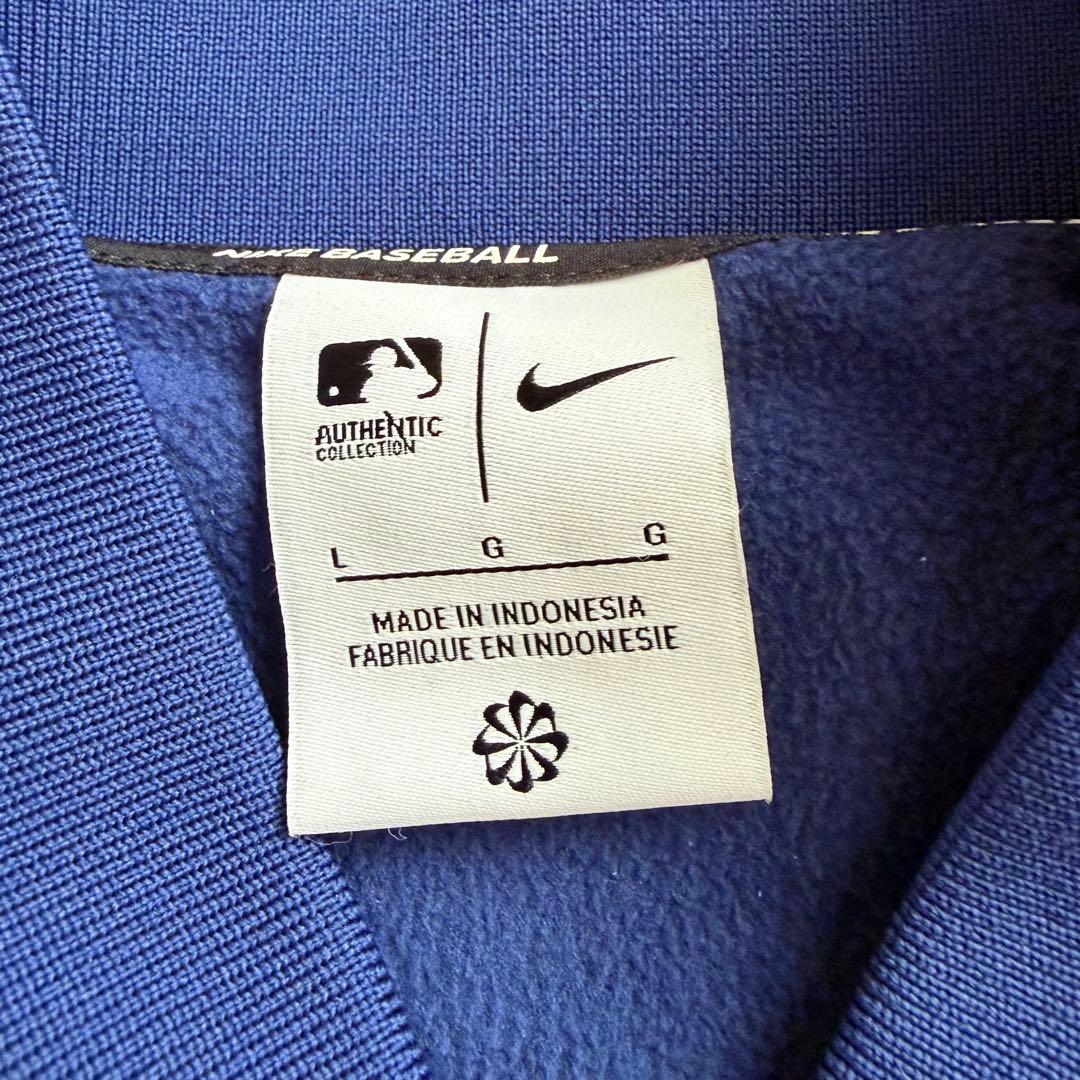 NIKE BASEBALL
AUTHENTIC
COLLECTION
L G G
MADE IN INDONESIA
FABRIQUE EN INDONESIE